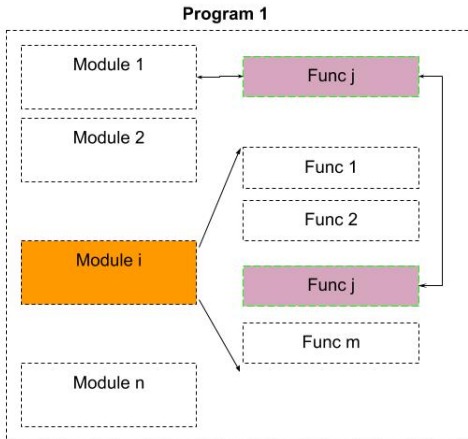 Program 1
Module 1
Func j
Module 2
Func 1
Func 2
Module i
Func j
Func m
Module n